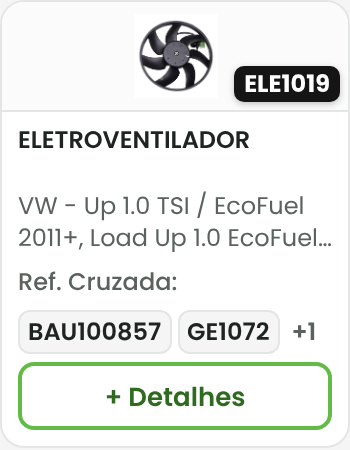 ELE1019
ELETROVENTILADOR
VW - Up 1.0 TSI / EcoFuel
2011+, Load Up 1.0 EcoFuel...
Ref. Cruzada:
BAU100857 GE1072 +1
+ Detalhes